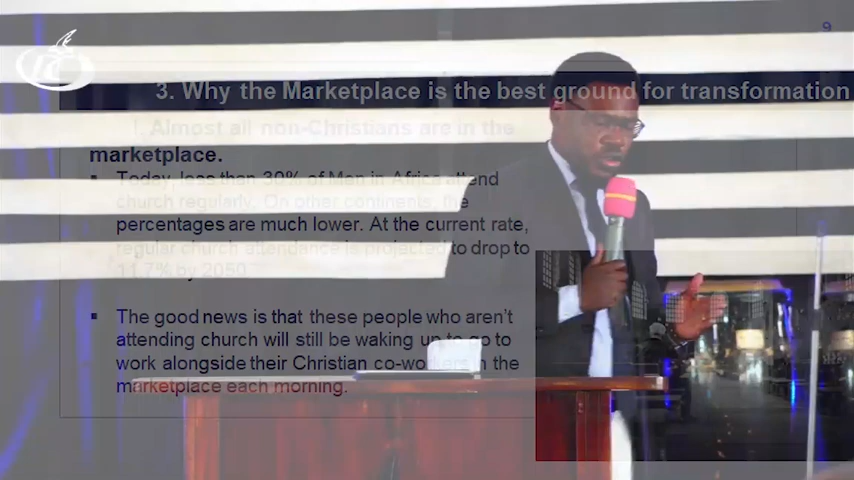 9
3. Why the Marketplace is the best ground for transformation
I. Almost all non-Christians are in the
marketplace.
▪ Today, less than 30% of Men in Africa attend
church regularly. On other continents, the
percentages are much lower. At the current rate,
regular church attendance is projected to drop to
11.7% by 2050
▪ The good news is that these people who aren't
attending church will still be waking up to go to
work alongside their Christian co-workers in the
marketplace each morning.